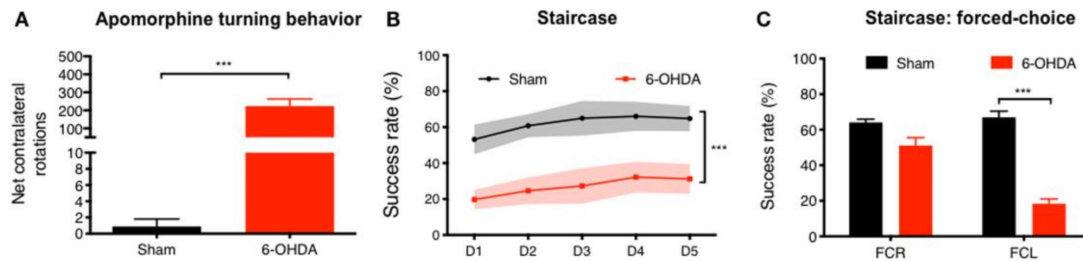 A Apomorphine turning behavior
Net contralateral
rotations
500
400
300
200
100
10
8
6
4
2
0
***
Sham 6-OHDA
B Staircase
Success rate (%)
100
80
60
40
20
0
Sham 6-OHDA
***
D1 D2 D3 D4 D5
C Staircase: forced-choice
Success rate (%)
100
80
60
40
20
0
Sham 6-OHDA
***
FCR FCL